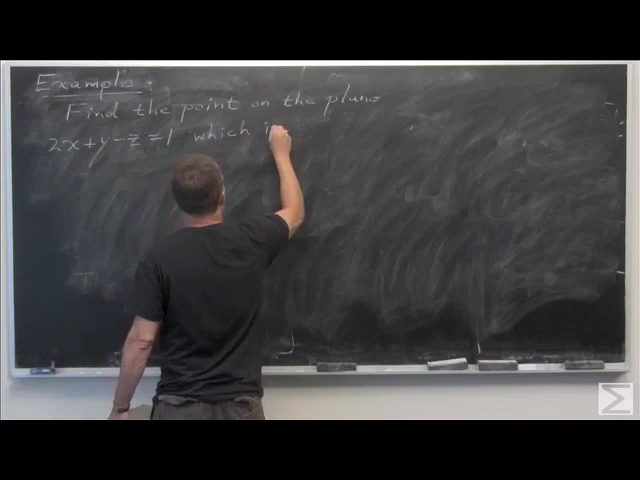 Example:
Find the point on the plane
2x+y-z=1 which i
Σ